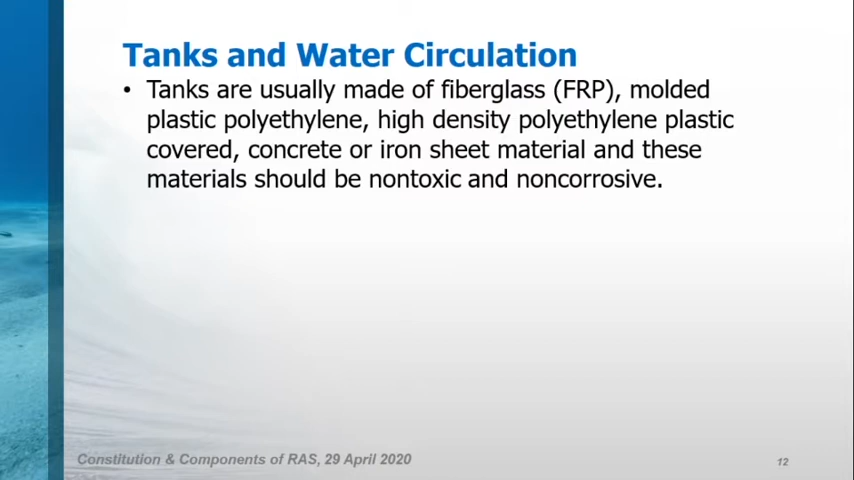 Tanks and Water Circulation
• Tanks are usually made of fiberglass (FRP), molded
plastic polyethylene, high density polyethylene plastic
covered, concrete or iron sheet material and these
materials should be nontoxic and noncorrosive.
Constitution & Components of RAS, 29 April 2020
12